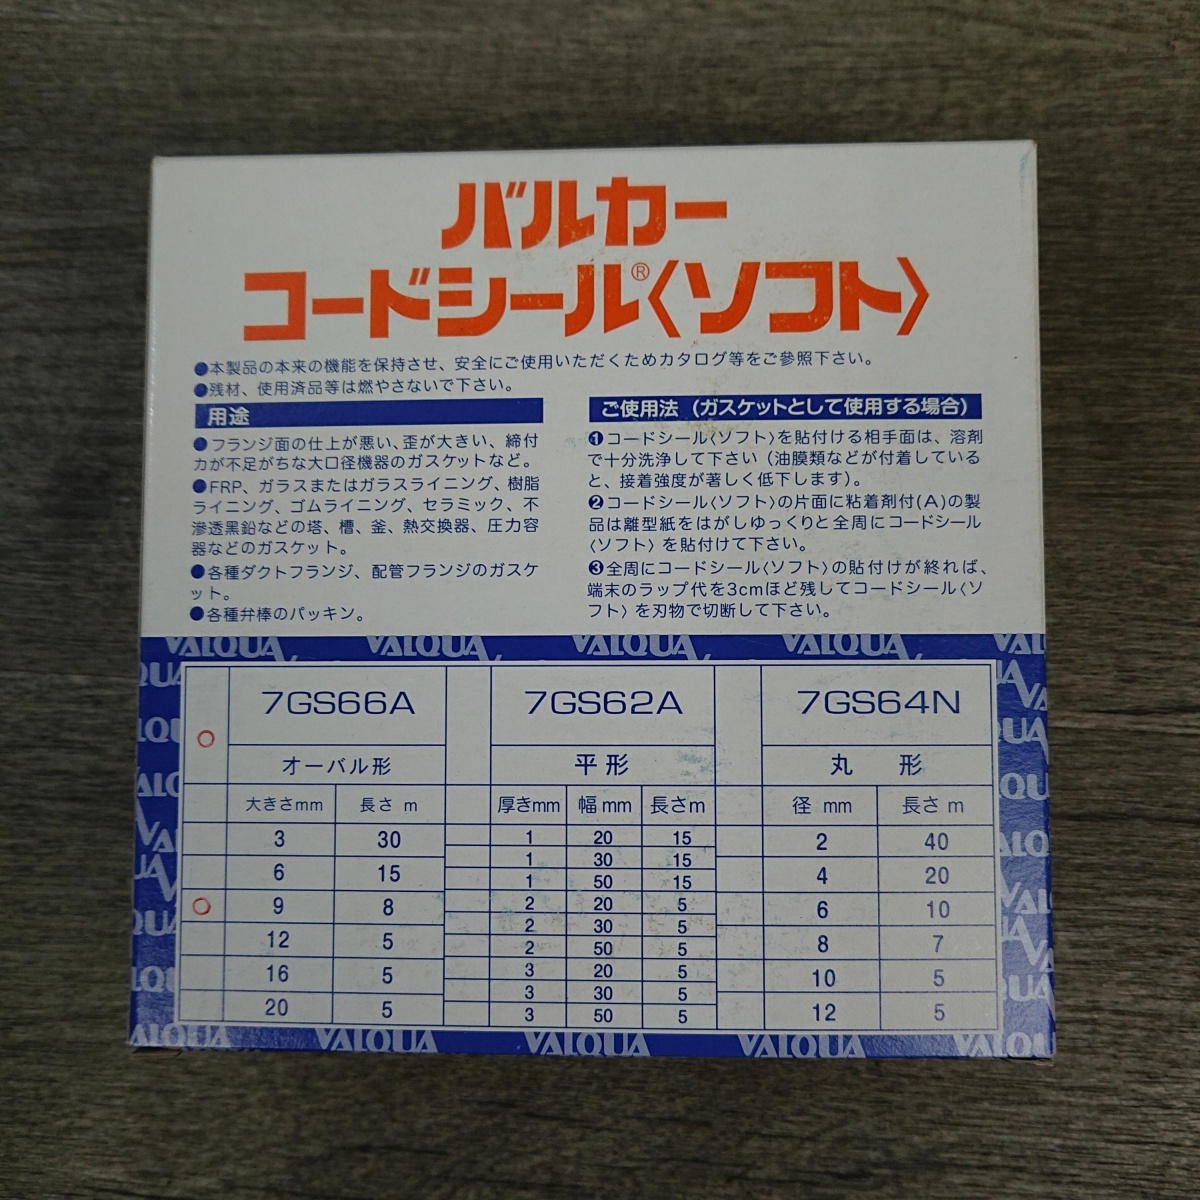 バルカー
コードシール®〈ソフト〉
●本製品の本来の機能を保持させ、安全にご使用いただくためカタログ等をご参照下さい。
●残材、使用済品等は燃やさないで下さい。
用途
●フランジ面の仕上が悪い、歪が大きい、締付
力が不足がちな大口径機器のガスケットなど。
●FRP、ガラスまたはガラスライニング、樹脂
ライニング、ゴムライニング、セラミック、不
滲透黒鉛などの塔、槽、釜、熱交換器、圧力容
器などのガスケット。
●各種ダクトフランジ、配管フランジのガスケ
ット。
●各種弁棒のパッキン。
ご使用法（ガスケットとして使用する場合）
❶コードシール〈ソフト〉を貼付ける相手面は、溶剤
で十分洗浄して下さい（油膜類などが付着している
と、接着強度が著しく低下します）。
❷コードシール〈ソフト〉の片面に粘着剤付(A)の製
品は離型紙をはがしゆっくりと全周にコードシール
〈ソフト〉を貼付けて下さい。
❸全周にコードシール〈ソフト〉の貼付けが終れば、
端末のラップ代を3cmほど残してコードシール〈ソ
フト〉を刃物で切断して下さい。
VALQUA VALQUA VALQUA VALQUA
7GS66A
オーバル形
大きさmm 長さ m
3 30
6 15
9 8
12 5
16 5
20 5
7GS62A
平形
厚さmm 幅 mm 長さm
1 20 15
1 30 15
1 50 15
2 20 5
2 30 5
2 50 5
3 20 5
3 30 5
3 50 5
7GS64N
丸 形
径 mm 長さ m
2 40
4 20
6 10
8 7
10 5
12 5
VALQUA VALQUA VALQUA